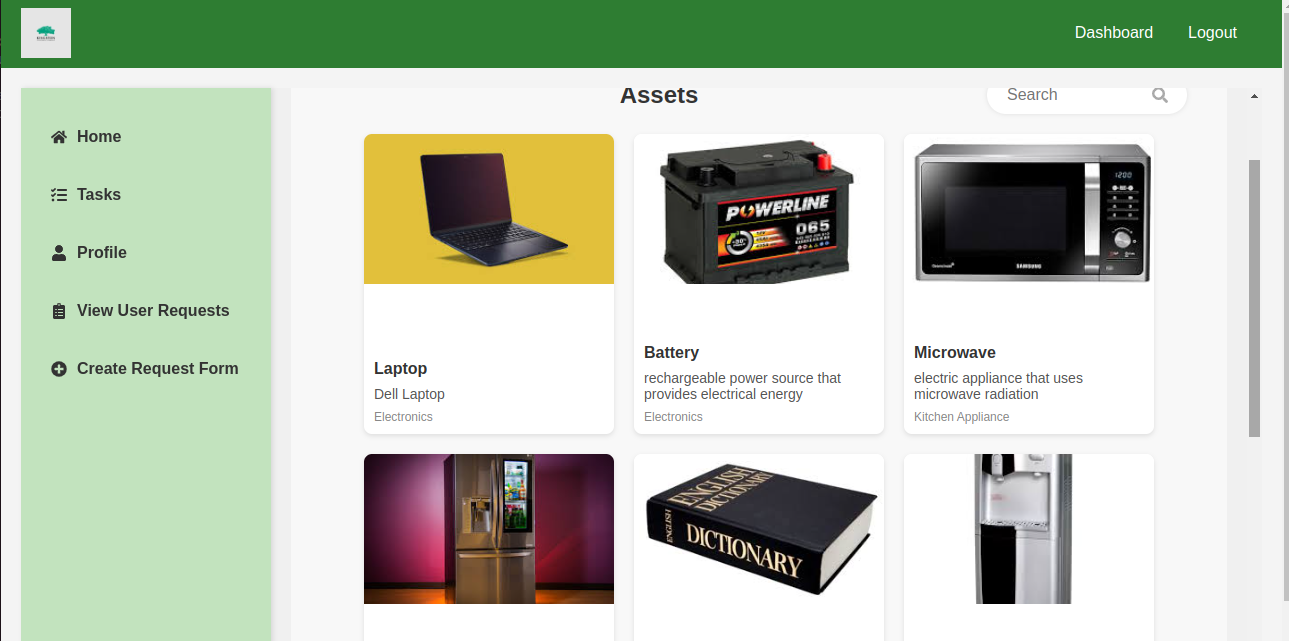 Dashboard
Logout
Home
Tasks
Profile
View User Requests
Create Request Form
Assets
Search
POWERLINE
065
1200
SAMSUNG
Laptop
Dell Laptop
Electronics
Battery
rechargeable power source that
provides electrical energy
Electronics
Microwave
electric appliance that uses
microwave radiation
Kitchen Appliance
ENGLISH
DICTIONARY
ENGLISH
DICTIONARY